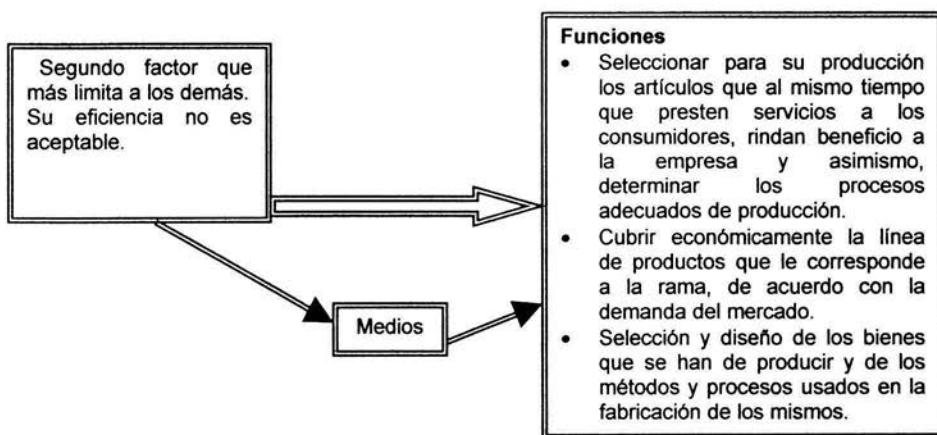 Segundo factor que
más limita a los demás.
Su eficiencia no es
aceptable.
Medios
Funciones
• Seleccionar para su producción
los artículos que al mismo tiempo
que presten servicios a los
consumidores, rindan beneficio a
la empresa y asimismo,
determinar los procesos
adecuados de producción.
• Cubrir económicamente la línea
de productos que le corresponde
a la rama, de acuerdo con la
demanda del mercado.
• Selección y diseño de los bienes
que se han de producir y de los
métodos y procesos usados en la
fabricación de los mismos.